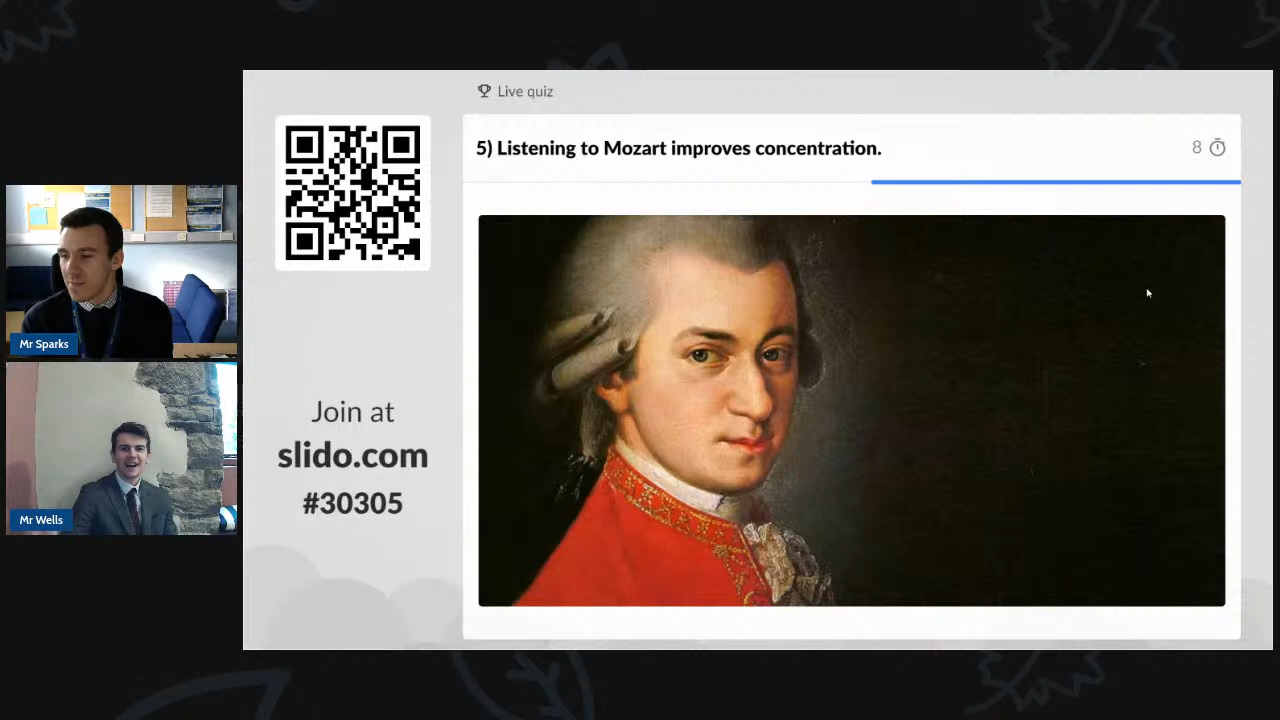 Live quiz
5) Listening to Mozart improves concentration.
8
Mr Sparks
Mr Wells
Join at
slido.com
#30305